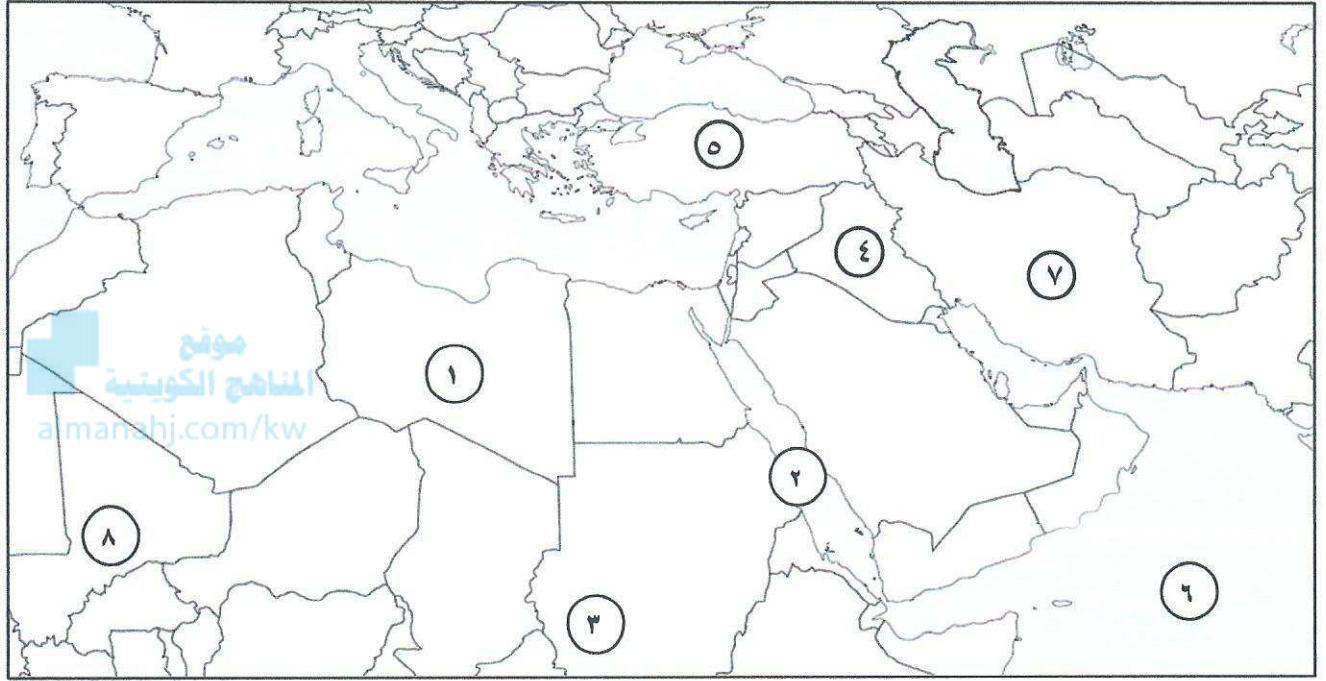 ٥
٤
٧
موقع
المناهج الكويتية
almanahj.com/kw
١
٢
٨
٦
٣